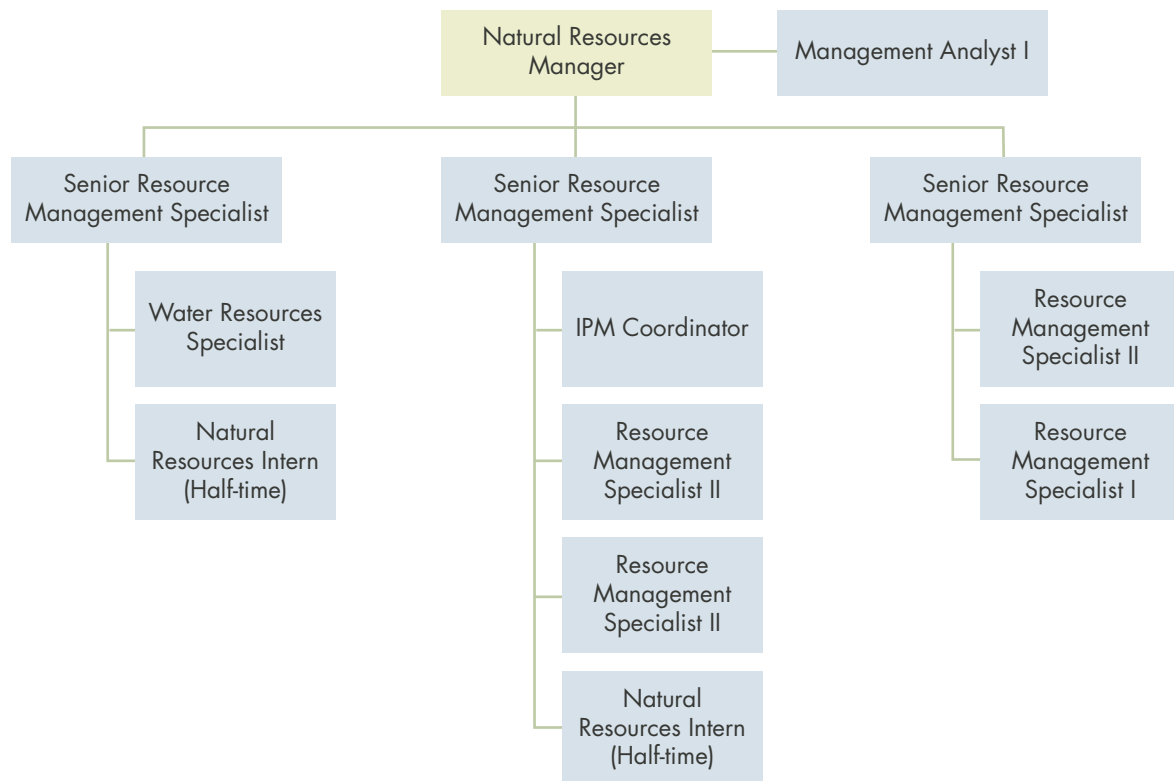 Natural Resources
Manager
Management Analyst I
Senior Resource
Management Specialist
Water Resources
Specialist
Natural
Resources Intern
(Half-time)
Senior Resource
Management Specialist
IPM Coordinator
Resource
Management
Specialist II
Resource
Management
Specialist II
Natural
Resources Intern
(Half-time)
Senior Resource
Management Specialist
Resource
Management
Specialist II
Resource
Management
Specialist I